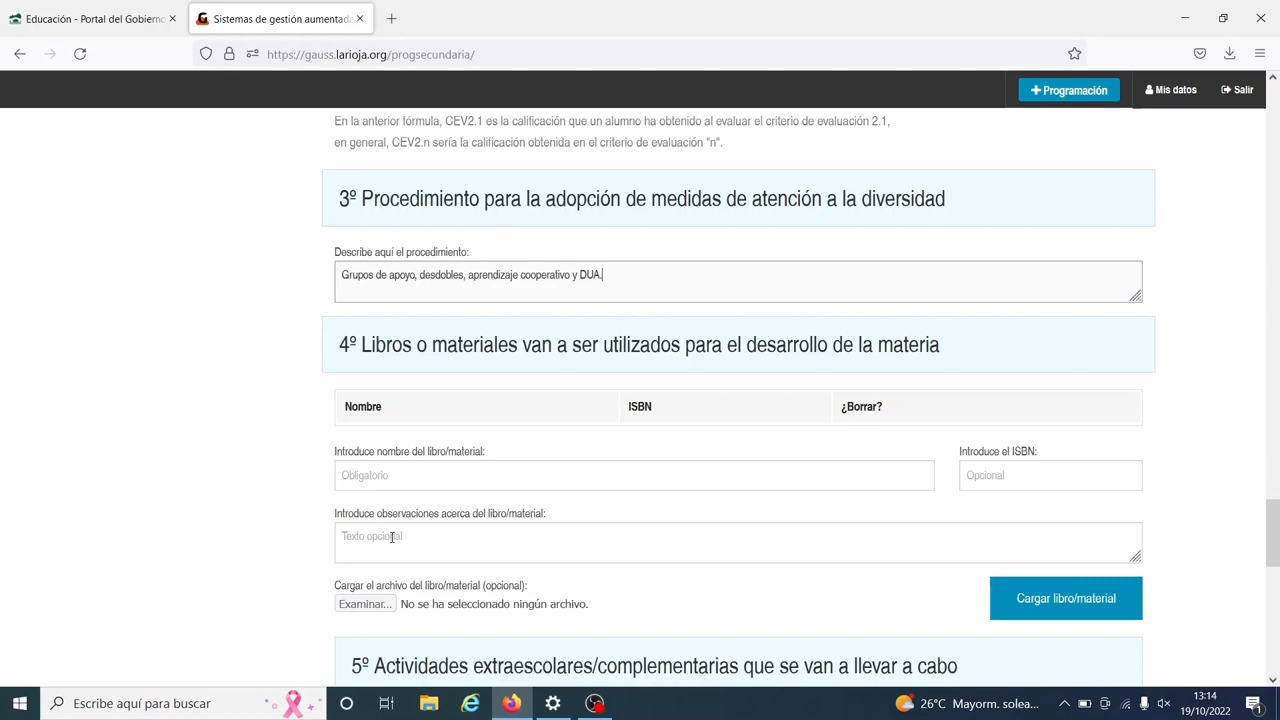 Educación - Portal del Gobierno
Sistemas de gestión aumentada
https://gauss.larioja.org/progsecundaria/
Programación
Mis datos
Salir
En la anterior fórmula, CEV2.1 es la calificación que un alumno ha obtenido al evaluar el criterio de evaluación 2.1,
en general, CEV2.n sería la calificación obtenida en el criterio de evaluación "n".
3º Procedimiento para la adopción de medidas de atención a la diversidad
Describe aquí el procedimiento:
Grupos de apoyo, desdobles, aprendizaje cooperativo y DUA.
4º Libros o materiales van a ser utilizados para el desarrollo de la materia
Nombre ISBN ¿Borrar?
Introduce nombre del libro/material: Introduce el ISBN:
Obligatorio Opcional
Introduce observaciones acerca del libro/material:
Texto opcional
Cargar el archivo del libro/material (opcional):
Examinar... No se ha seleccionado ningún archivo.
Cargar libro/material
5º Actividades extraescolares/complementarias que se van a llevar a cabo
Escribe aquí para buscar
26°C Mayorm. solea...
13:14
19/10/2022
1